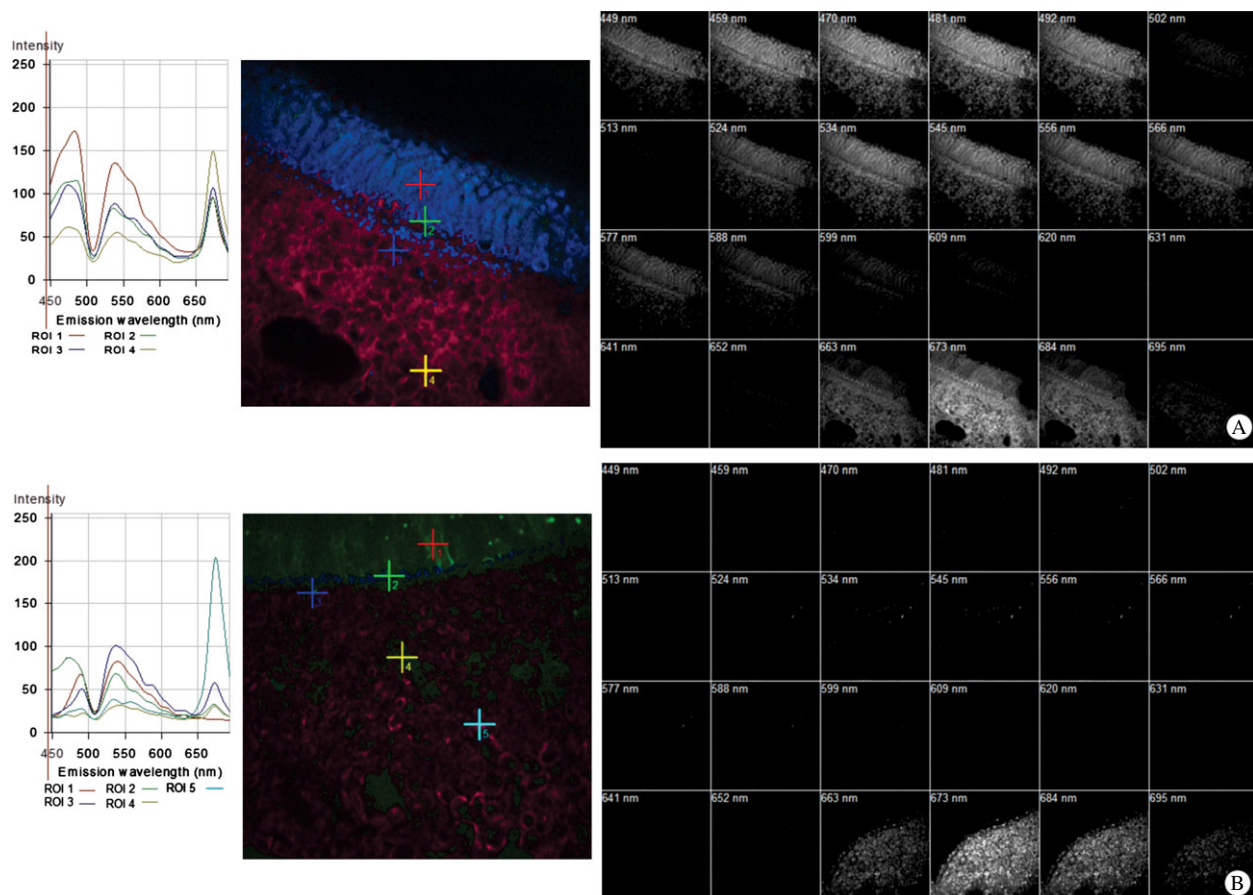 Intensity
250
200
150
100
50
0
450 500 550 600 650
Emission wavelength (nm)
ROI 1 ROI 2
ROI 3 ROI 4
2
3
4
449 nm 459 nm 470 nm 481 nm 492 nm 502 nm
513 nm 524 nm 534 nm 545 nm 556 nm 566 nm
577 nm 588 nm 599 nm 609 nm 620 nm 631 nm
641 nm 652 nm 663 nm 673 nm 684 nm 695 nm
A
Intensity
250
200
150
100
50
0
450 500 550 600 650
Emission wavelength (nm)
ROI 1 ROI 2 ROI 5
ROI 3 ROI 4
1
2
3
4
5
449 nm 459 nm 470 nm 481 nm 492 nm 502 nm
513 nm 524 nm 534 nm 545 nm 556 nm 566 nm
577 nm 588 nm 599 nm 609 nm 620 nm 631 nm
641 nm 652 nm 663 nm 673 nm 684 nm 695 nm
B